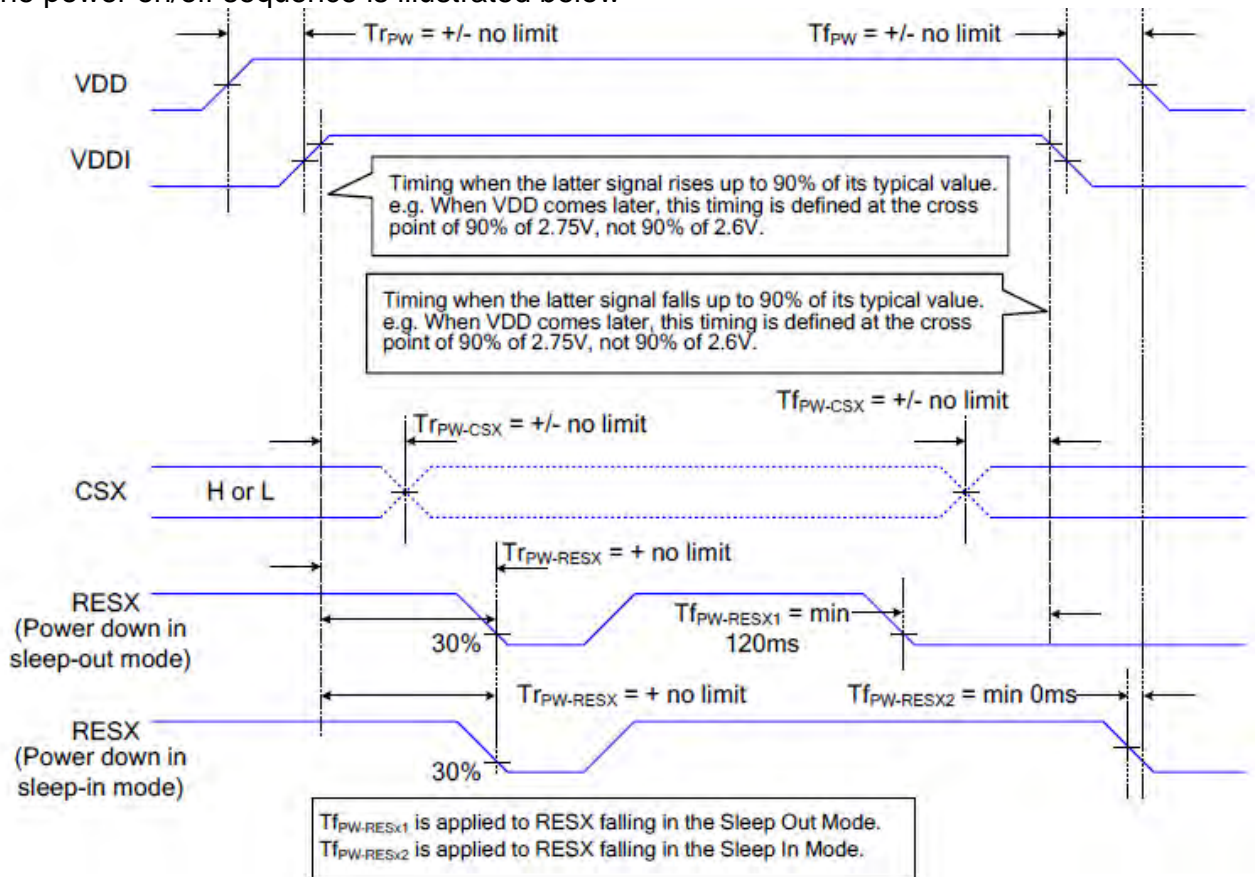 The power on/off sequence is illustrated below
TrPW = +/- no limit
TfPW = +/- no limit
VDD
VDDI
Timing when the latter signal rises up to 90% of its typical value.
e.g. When VDD comes later, this timing is defined at the cross
point of 90% of 2.75V, not 90% of 2.6V.
Timing when the latter signal falls up to 90% of its typical value.
e.g. When VDD comes later, this timing is defined at the cross
point of 90% of 2.75V, not 90% of 2.6V.
TfPW-CSX = +/- no limit
TrPW-CSX = +/- no limit
CSX
H or L
TrPW-RESX = + no limit
RESX
(Power down in
sleep-out mode)
30%
TfPW-RESX1 = min
120ms
TrPW-RESX = + no limit
TfPW-RESX2 = min 0ms
RESX
(Power down in
sleep-in mode)
30%
TfPW-RESx1 is applied to RESX falling in the Sleep Out Mode.
TfPW-RESx2 is applied to RESX falling in the Sleep In Mode.